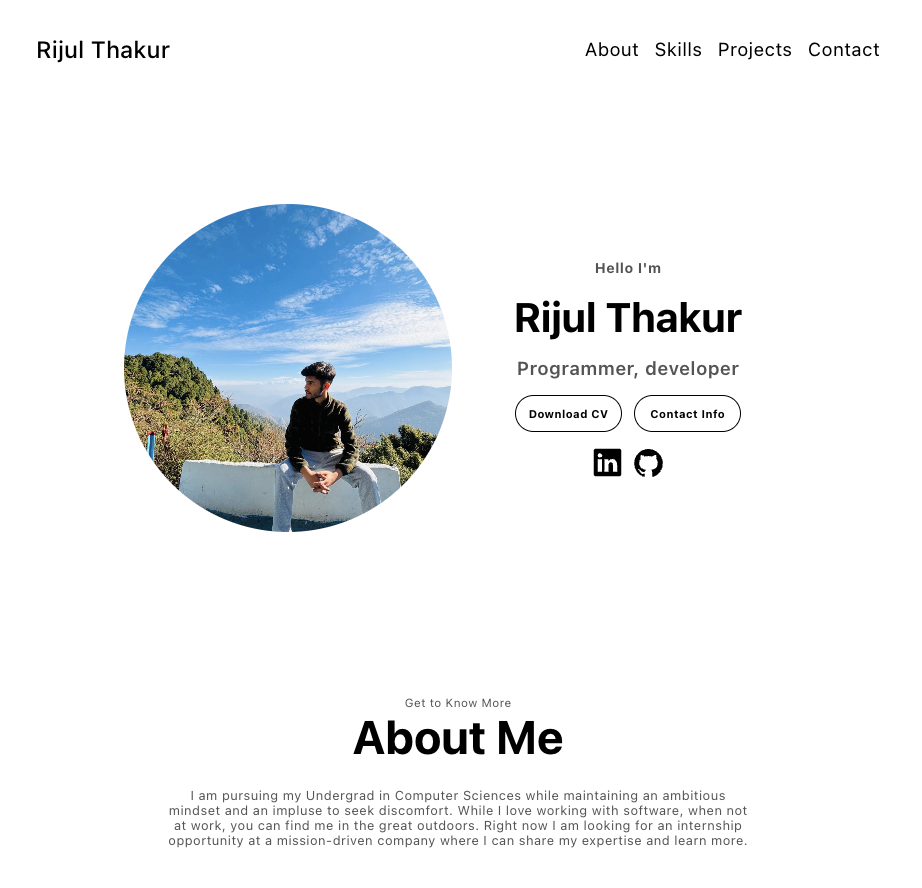 Rijul Thakur
About Skills Projects Contact
Hello I'm
Rijul Thakur
Programmer, developer
Download CV Contact Info
in
Get to Know More
About Me
I am pursuing my Undergrad in Computer Sciences while maintaining an ambitious
mindset and an impluse to seek discomfort. While I love working with software, when not
at work, you can find me in the great outdoors. Right now I am looking for an internship
opportunity at a mission-driven company where I can share my expertise and learn more.